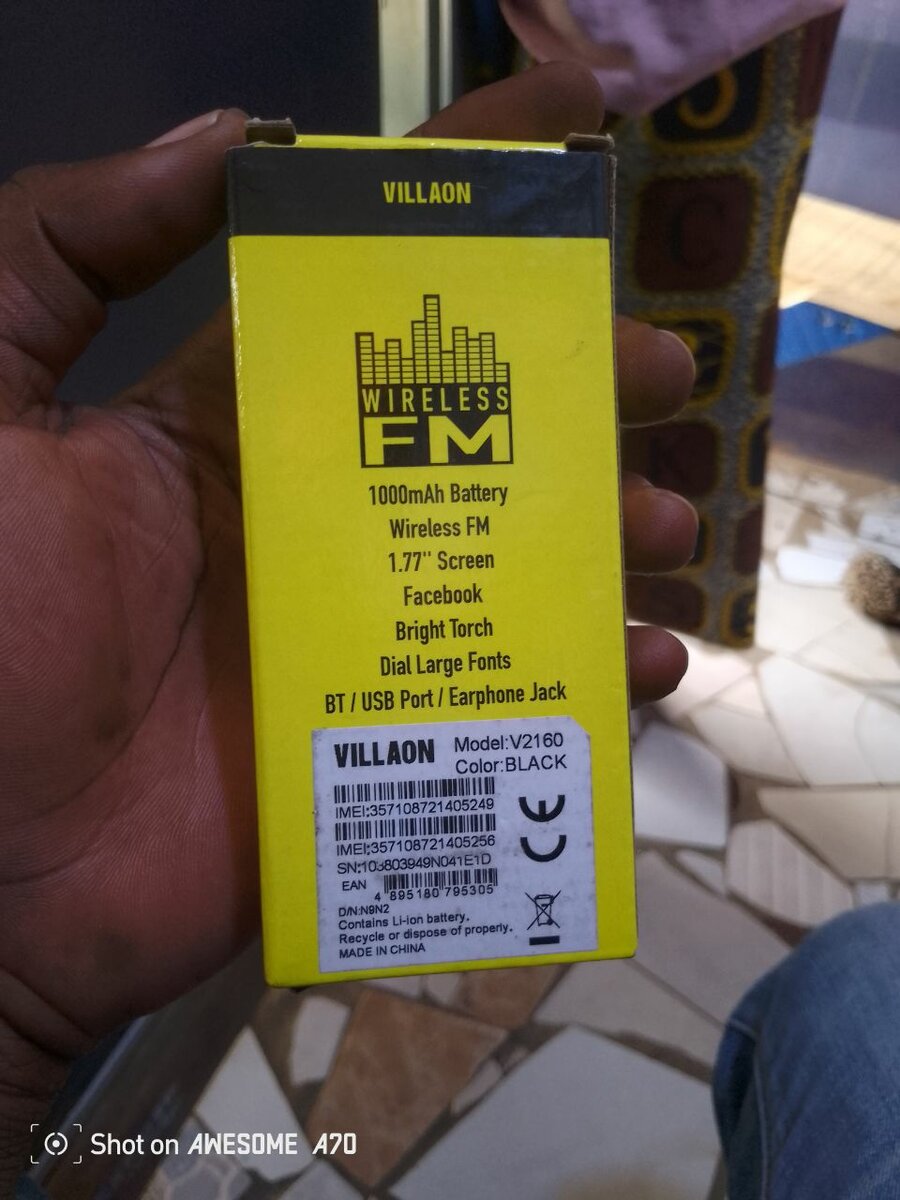 VILLAON
WIRELESS
FM
1000mAh Battery
Wireless FM
1.77'' Screen
Facebook
Bright Torch
Dial Large Fonts
BT / USB Port / Earphone Jack
VILLAON
Model:V2160
Color:BLACK
IMEI:357108721405249
IMEI:357108721405256
EAN
4 895180 795305
D/N:N9N2
Contains Li-ion battery.
Recycle or dispose of properly.
MADE IN CHINA
CE
Shot on AWESOME A70